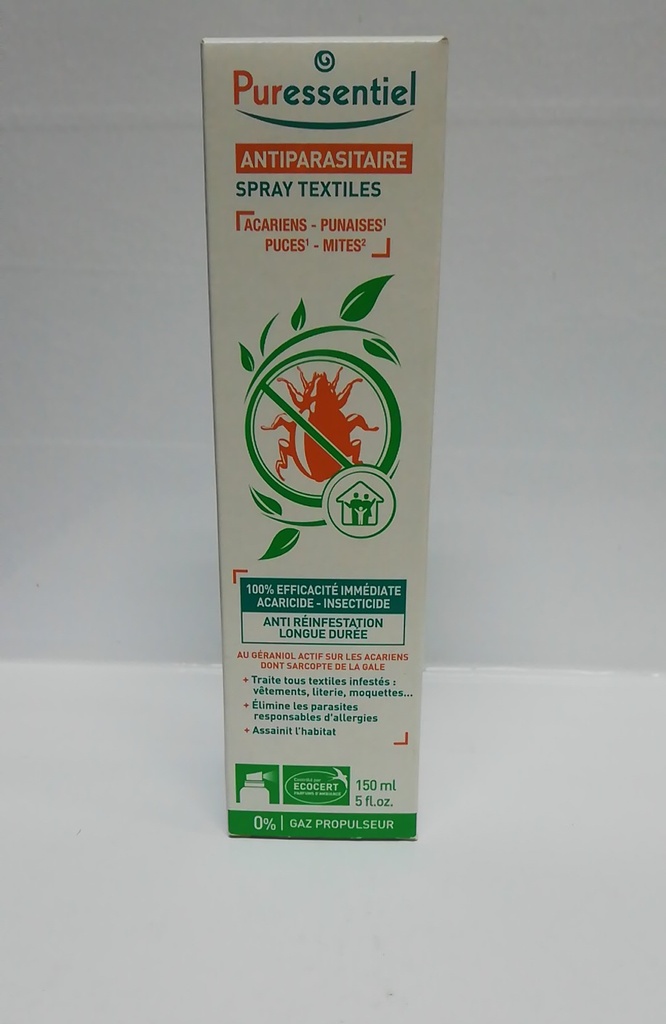 Puressentiel
ANTIPARASITAIRE
SPRAY TEXTILES
ACARIENS - PUNAISES¹
PUCES¹ - MITES²
100% EFFICACITÉ IMMÉDIATE
ACARICIDE - INSECTICIDE
ANTI RÉINFESTATION
LONGUE DURÉE
AU GÉRANIOL ACTIF SUR LES ACARIENS
DONT SARCOPTE DE LA GALE
+ Traite tous textiles infestés :
vêtements, literie, moquettes...
+ Élimine les parasites
responsables d'allergies
+ Assainit l'habitat
ECOCERT
150 ml
5 fl.oz.
0% | GAZ PROPULSEUR